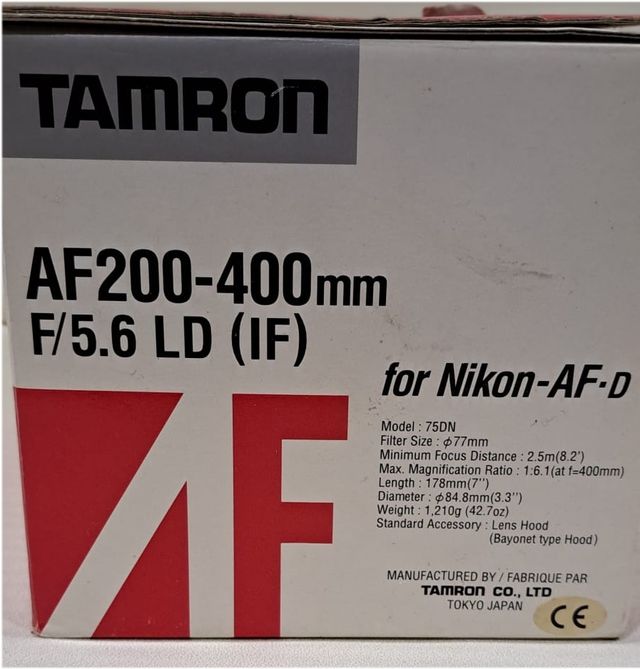 TAMRON
AF200-400mm
F/5.6 LD (IF)
for Nikon-AF-D
Model : 75DN
Filter Size : ϕ77mm
Minimum Focus Distance : 2.5m(8.2')
Max. Magnification Ratio : 1:6.1(at f=400mm)
Length : 178mm(7'')
Diameter : ϕ84.8mm(3.3'')
Weight : 1,210g (42.7oz)
Standard Accessory : Lens Hood
(Bayonet type Hood)
AF
MANUFACTURED BY / FABRIQUE PAR
TAMRON CO., LTD
TOKYO JAPAN
CE